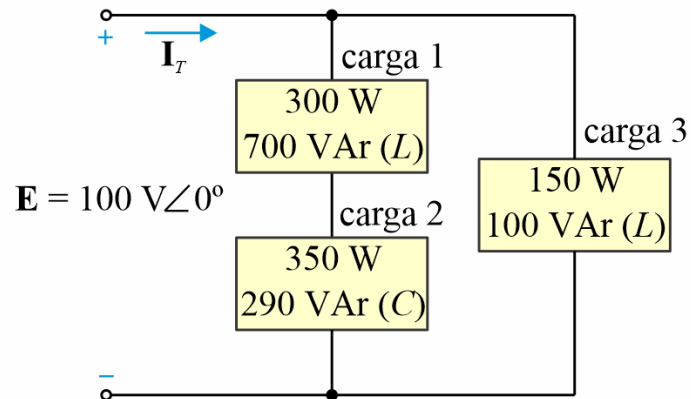 +
I_T
carga 1
300 W
700 VAr (L)
carga 3
150 W
100 VAr (L)
E = 100 V∠0º
carga 2
350 W
290 VAr (C)
−